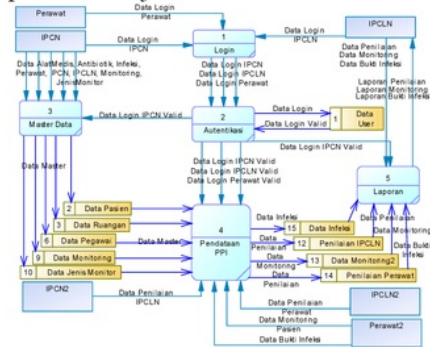 Perawat
Data Login
Perawat
IPCN
Data Login
IPCN
1
Login
Data Login
IPCLN
IPCLN
Data AlatMedis, Antibiotik, Infeksi,
Perawat, IPCN, IPCLN, Monitoring,
JenisMonitor
Data Login IPCN
Data Login IPCLN
Data Login Perawat
Data Penilaian
Data Monitoring
Data Bukti Infeksi
Laporan Penilaian
Laporan Monitoring
Laporan Bukti Infeksi
3
Master Data
Data Login IPCN Valid
2
Autentikasi
Data Login
Data Login Valid
1
Data
User
Data Login IPCN Valid
Data Login IPCN Valid
Data Login IPCLN Valid
Data Login Perawat Valid
5
Laporan
Data Master
2 Data Pasien
3 Data Ruangan
6 Data Pegawai
9 Data Monitoring
10 Data Jenis Monitor
Data Master
4
Pendataan
PPI
Data Infeksi
Data
Penilaian
Data
Monitoring
Data
Penilaian
15 Data Infeksi
12 Penilaian IPCLN
13 Data Monitoring2
14 Penilaian Perawat
Data Penilaian
Data
Monitoring
Data Bukti
Infeksi
IPCN2
Data Penilaian
IPCLN
Data Penilaian
Perawat
Data Monitoring
Pasien
Data Bukti Infeksi
IPCLN2
Perawat2